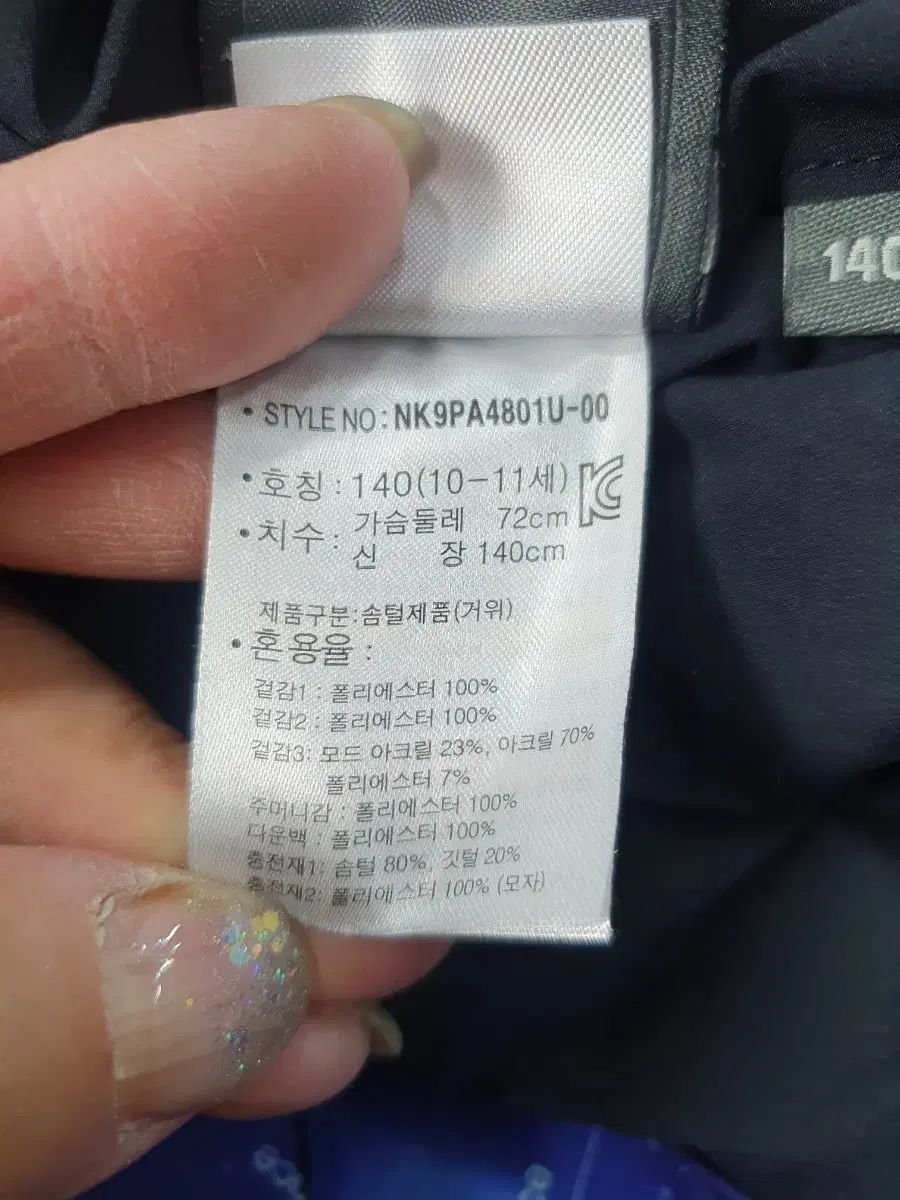 • STYLE NO: NK9PA4801U-00
• 호칭 : 140(10-11세)
• 치수 : 가슴둘레 72cm
신 장 140cm
제품구분:솜털제품(거위)
• 혼용율 :
겉감1 : 폴리에스터 100%
겉감2 : 폴리에스터 100%
겉감3: 모드 아크릴 23%, 아크릴 70%
폴리에스터 7%
주머니감 : 폴리에스터 100%
다운백 : 폴리에스터 100%
충전재1: 솜털 80%, 깃털 20%
충전재2: 폴리에스터 100% (모자)
140